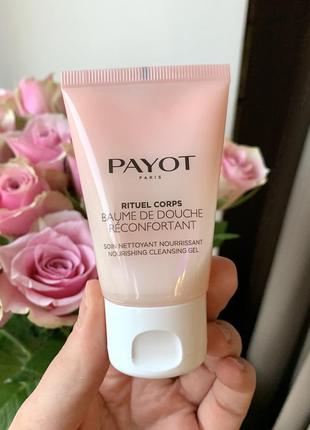 PAYOT
PARIS
RITUEL CORPS
BAUME DE DOUCHE
RÉCONFORTANT
SOIN NETTOYANT NOURRISSANT
NOURISHING CLEANSING GEL